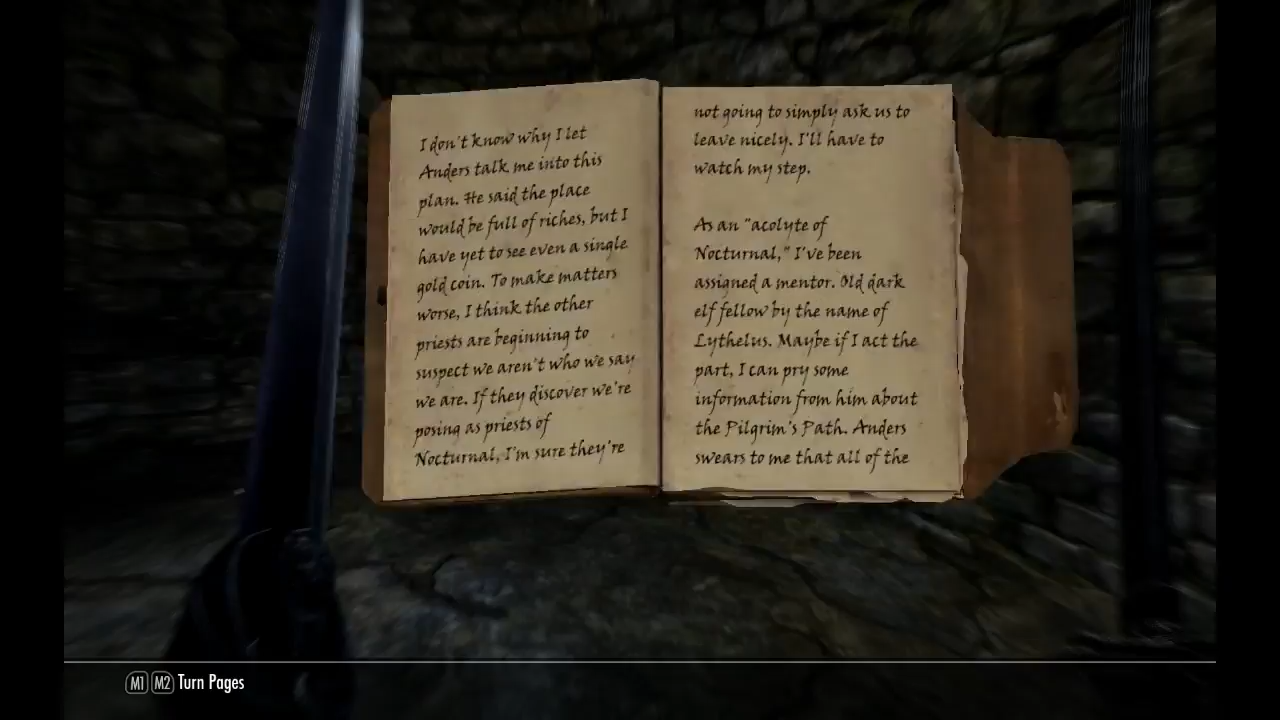 I don't know why I let
Anders talk me into this
plan. He said the place
would be full of riches, but I
have yet to see even a single
gold coin. To make matters
worse, I think the other
priests are beginning to
suspect we aren't who we say
we are. If they discover we're
posing as priests of
Nocturnal, I'm sure they're
not going to simply ask us to
leave nicely. I'll have to
watch my step.
As an "acolyte of
Nocturnal," I've been
assigned a mentor. Old dark
elf fellow by the name of
Lythelus. Maybe if I act the
part, I can pry some
information from him about
the Pilgrim's Path. Anders
swears to me that all of the
M1 M2 Turn Pages